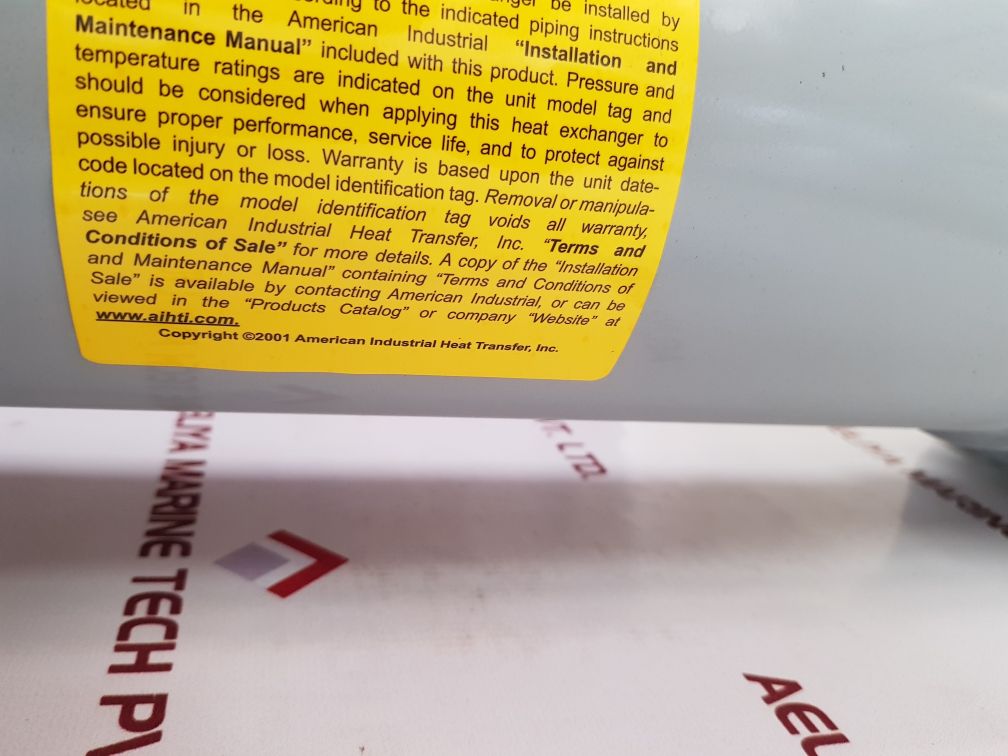 be installed by
to the indicated piping instructions
in the American Industrial "Installation and
Maintenance Manual" included with this product. Pressure and
temperature ratings are indicated on the unit model tag and
should be considered when applying this heat exchanger to
ensure proper performance, service life, and to protect against
possible injury or loss. Warranty is based upon the unit date-
code located on the model identification tag. Removal or manipula-
tions of the model identification tag voids all warranty,
see American Industrial Heat Transfer, Inc. "Terms and
Conditions of Sale" for more details. A copy of the "Installation
and Maintenance Manual" containing "Terms and Conditions of
Sale" is available by contacting American Industrial, or can be
viewed in the "Products Catalog" or company "Website" at
www.aihti.com.
Copyright ©2001 American Industrial Heat Transfer, Inc.
MARINE TECH
LTD.